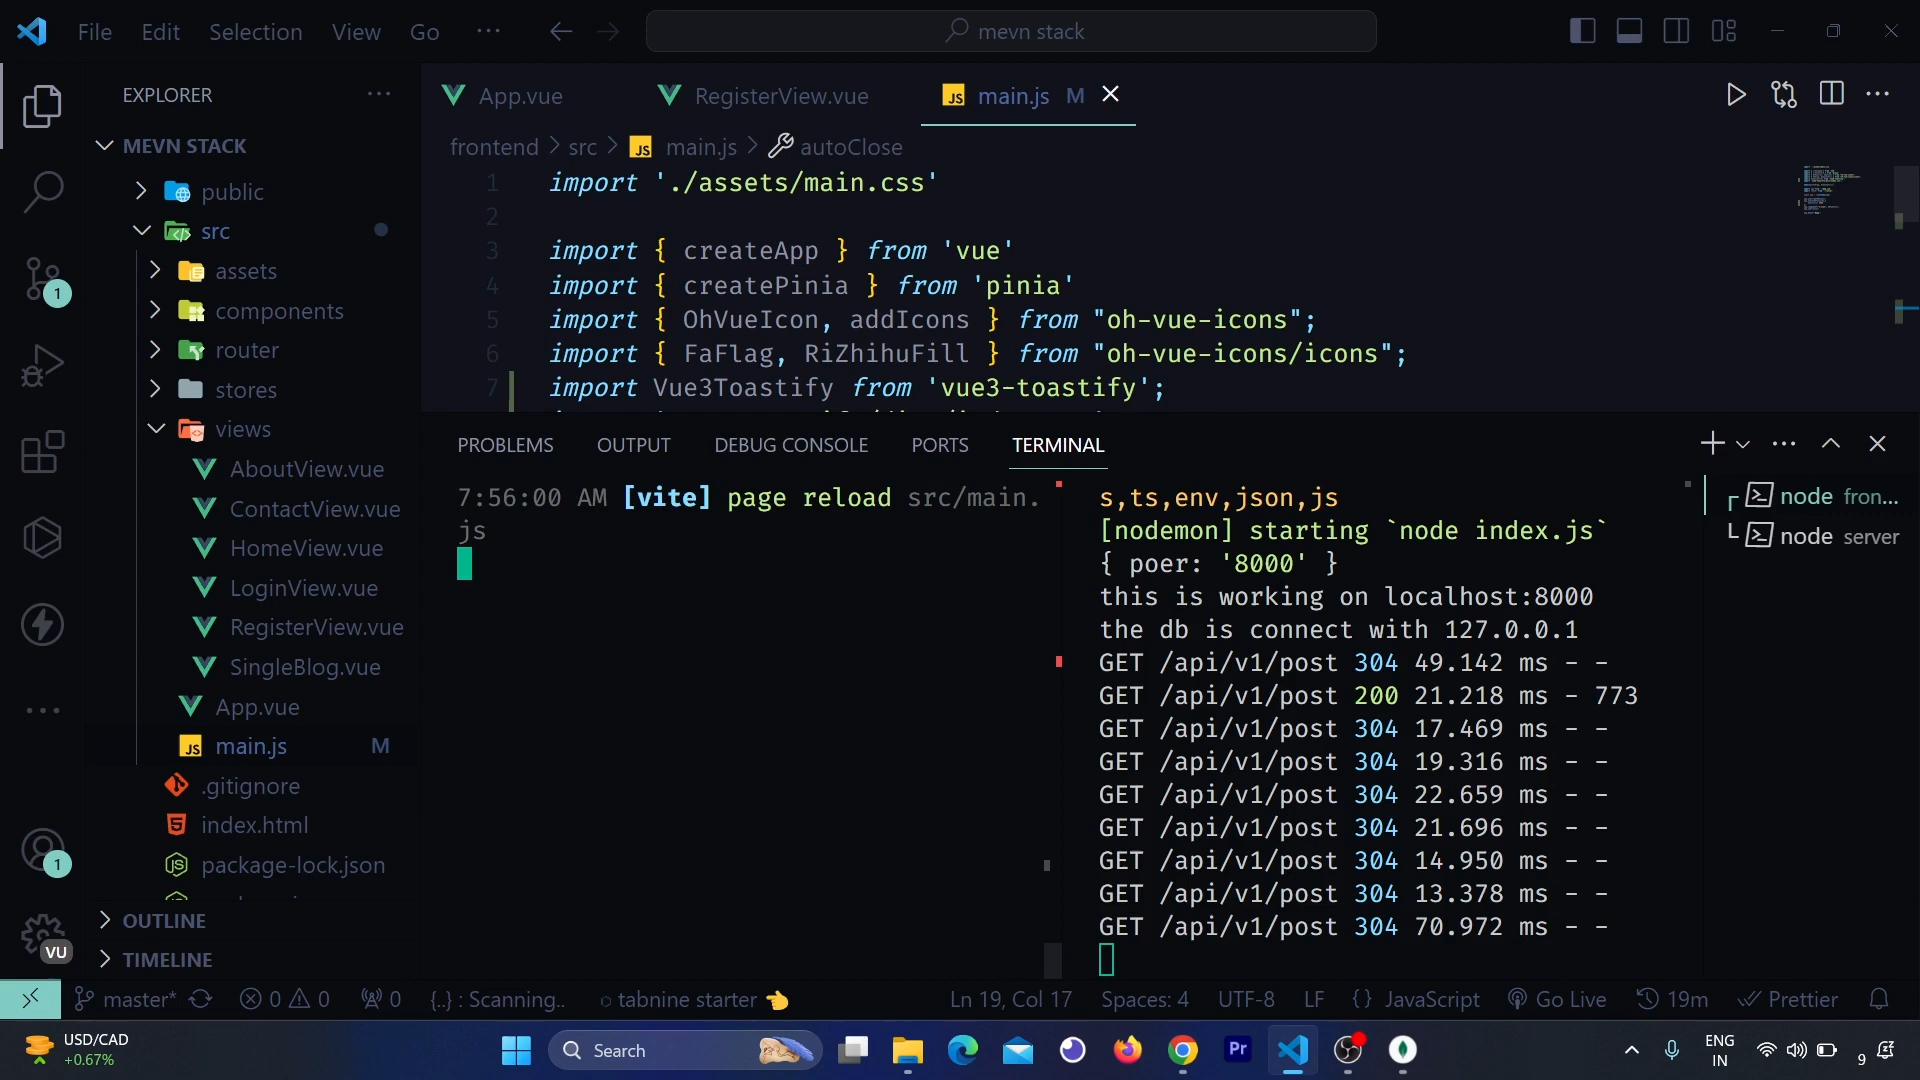 File Edit Selection View Go ···
mevn stack
EXPLORER ···
MEVN STACK
public
src
assets
components
router
stores
views
AboutView.vue
ContactView.vue
HomeView.vue
LoginView.vue
RegisterView.vue
SingleBlog.vue
App.vue
main.js M
.gitignore
index.html
package-lock.json
OUTLINE
TIMELINE
1
1
VU
App.vue RegisterView.vue JS main.js M
frontend > src > JS main.js > autoClose
1 import './assets/main.css'
2
3 import { createApp } from 'vue'
4 import { createPinia } from 'pinia'
5 import { OhVueIcon, addIcons } from "oh-vue-icons";
6 import { FaFlag, RiZhihuFill } from "oh-vue-icons/icons";
7 import Vue3Toastify from 'vue3-toastify';
PROBLEMS OUTPUT DEBUG CONSOLE PORTS TERMINAL
7:56:00 AM [vite] page reload src/main.
js
s,ts,env,json,js
[nodemon] starting `node index.js`
{ poer: '8000' }
this is working on localhost:8000
the db is connect with 127.0.0.1
GET /api/v1/post 304 49.142 ms - -
GET /api/v1/post 200 21.218 ms - 773
GET /api/v1/post 304 17.469 ms - -
GET /api/v1/post 304 19.316 ms - -
GET /api/v1/post 304 22.659 ms - -
GET /api/v1/post 304 21.696 ms - -
GET /api/v1/post 304 14.950 ms - -
GET /api/v1/post 304 13.378 ms - -
GET /api/v1/post 304 70.972 ms - -
node fron...
node server
master* 0 0 0 {..} : Scanning.. tabnine starter Ln 19, Col 17 Spaces: 4 UTF-8 LF {} JavaScript Go Live 19m Prettier
USD/CAD
+0.67%
Search
Pr
ENG
IN
9